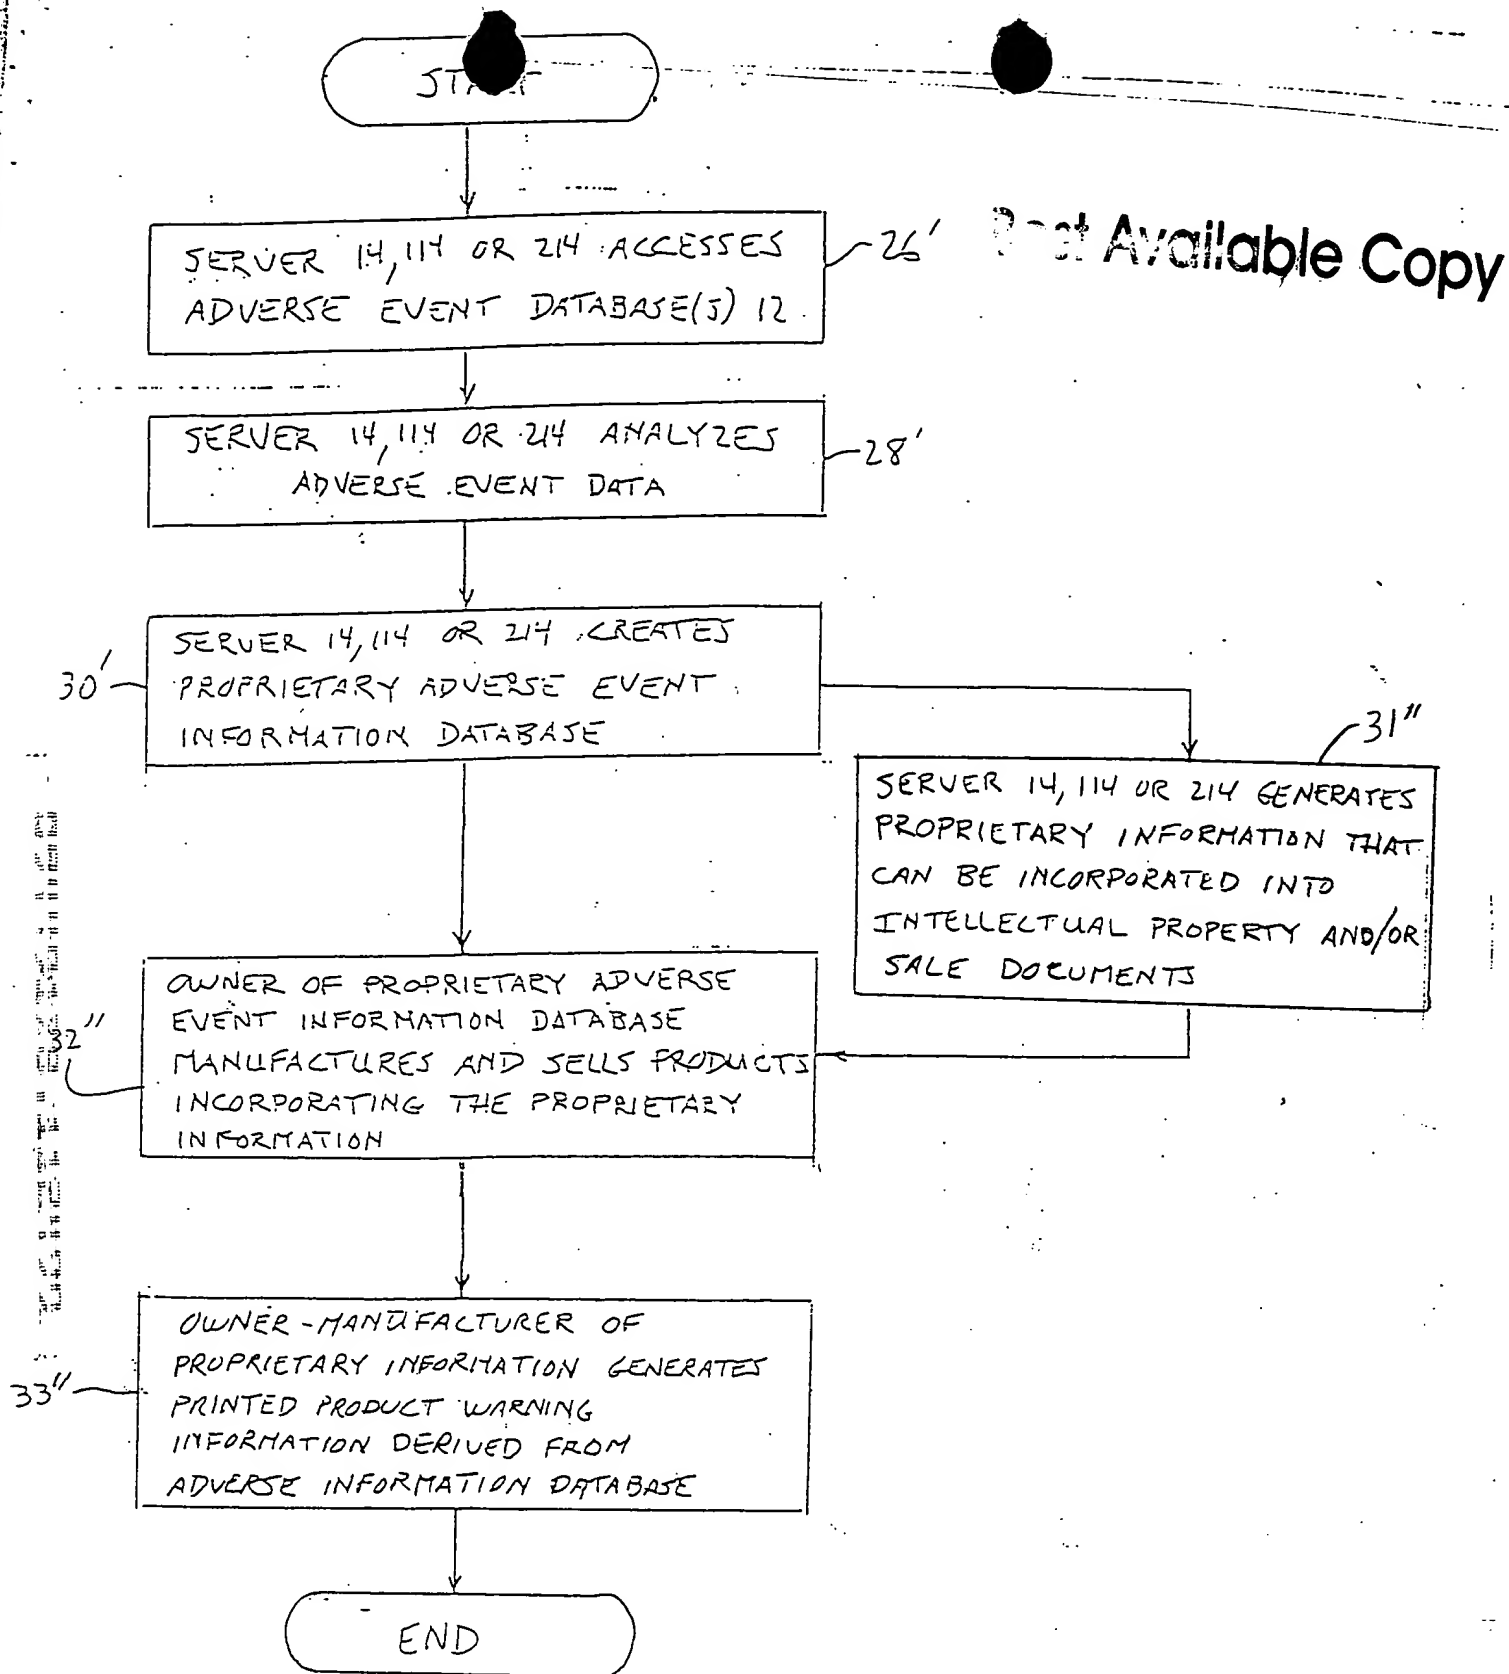 START
Available Copy
SERVER 14, 114 OR 214 ACCESSES
ADVERSE EVENT DATABASE(S) 12
26'
SERVER 14, 114 OR 214 ANALYZES
ADVERSE EVENT DATA
28'
SERVER 14, 114 OR 214 CREATES
PROPRIETARY ADVERSE EVENT
INFORMATION DATABASE
30'
31"
SERVER 14, 114 OR 214 GENERATES
PROPRIETARY INFORMATION THAT
CAN BE INCORPORATED INTO
INTELLECTUAL PROPERTY AND/OR
SALE DOCUMENTS
OWNER OF PROPRIETARY ADVERSE
EVENT INFORMATION DATABASE
MANUFACTURES AND SELLS PRODUCTS
INCORPORATING THE PROPRIETARY
INFORMATION
32"
OWNER-MANUFACTURER OF
PROPRIETARY INFORMATION GENERATES
PRINTED PRODUCT WARNING
INFORMATION DERIVED FROM
ADVERSE INFORMATION DATABASE
33"
END